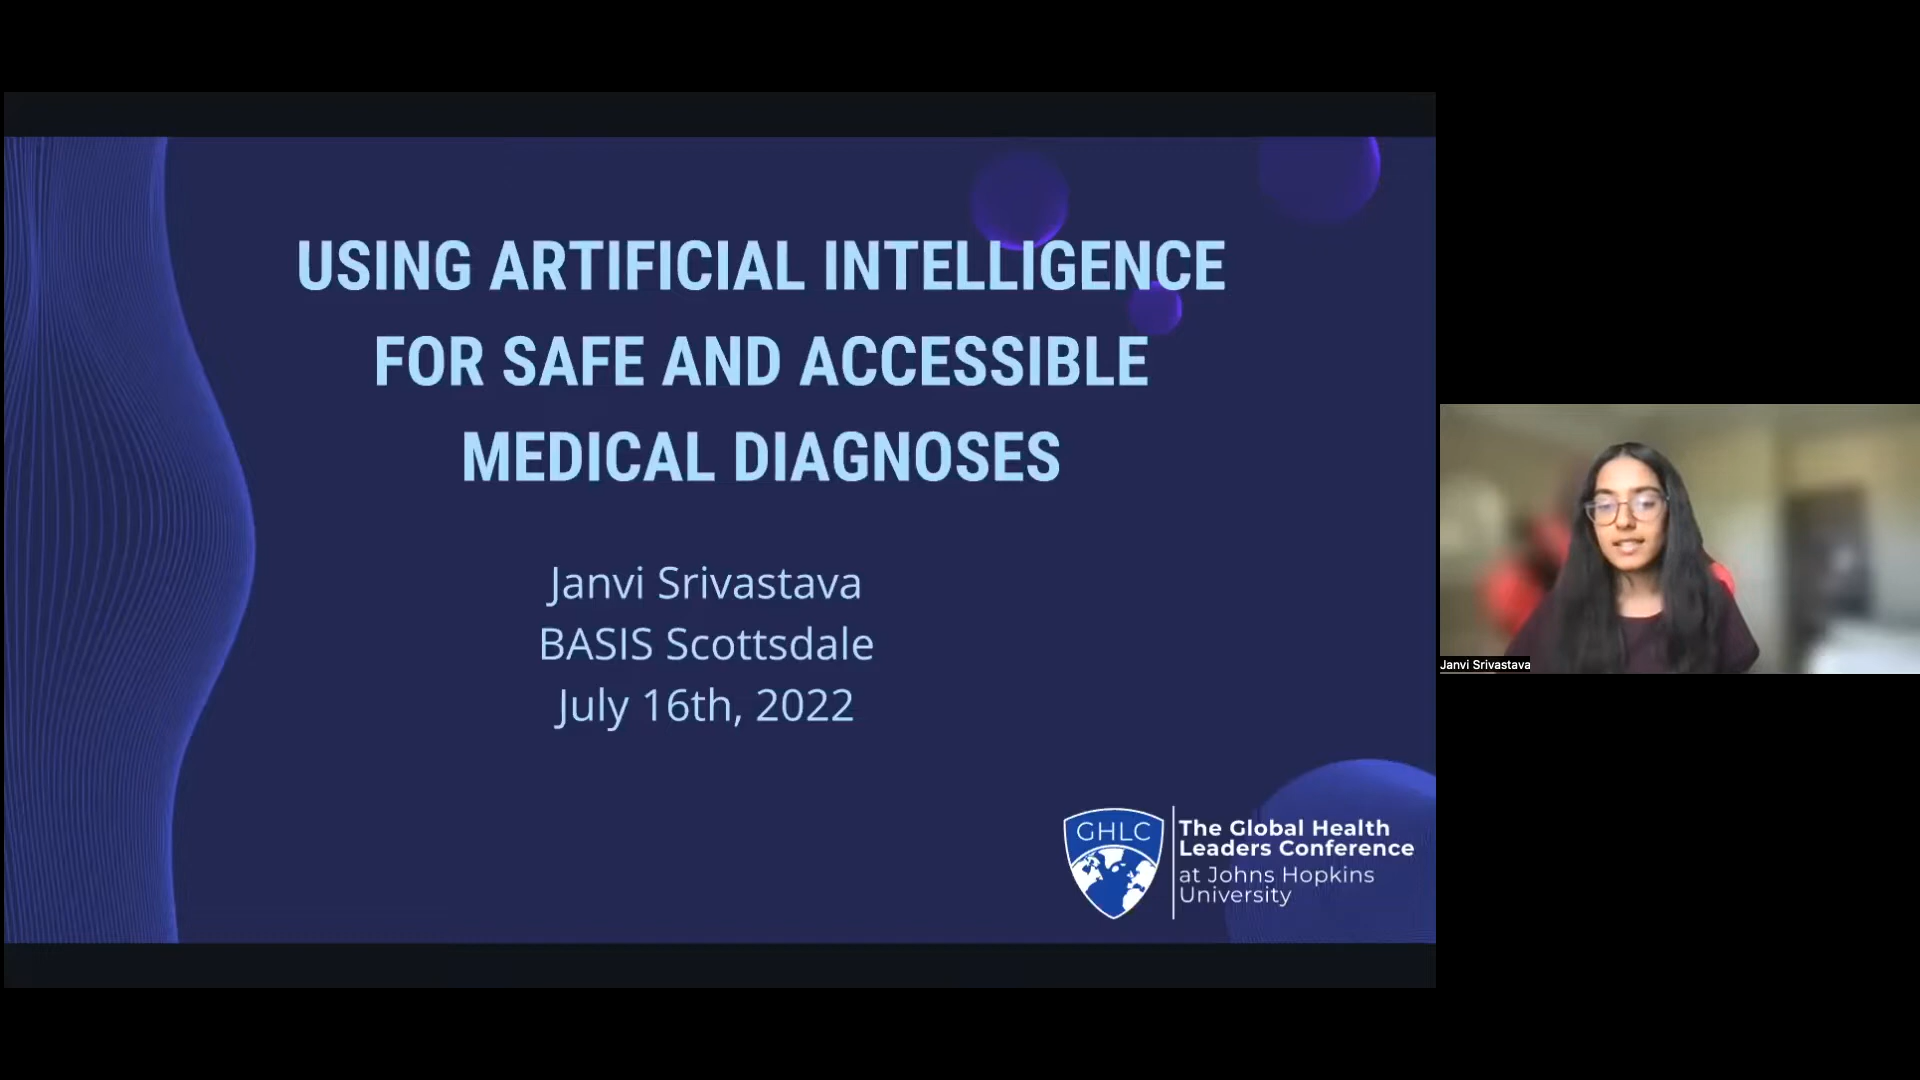 USING ARTIFICIAL INTELLIGENCE
FOR SAFE AND ACCESSIBLE
MEDICAL DIAGNOSES
Janvi Srivastava
BASIS Scottsdale
July 16th, 2022
GHLC
The Global Health
Leaders Conference
at Johns Hopkins
University
Janvi Srivastava